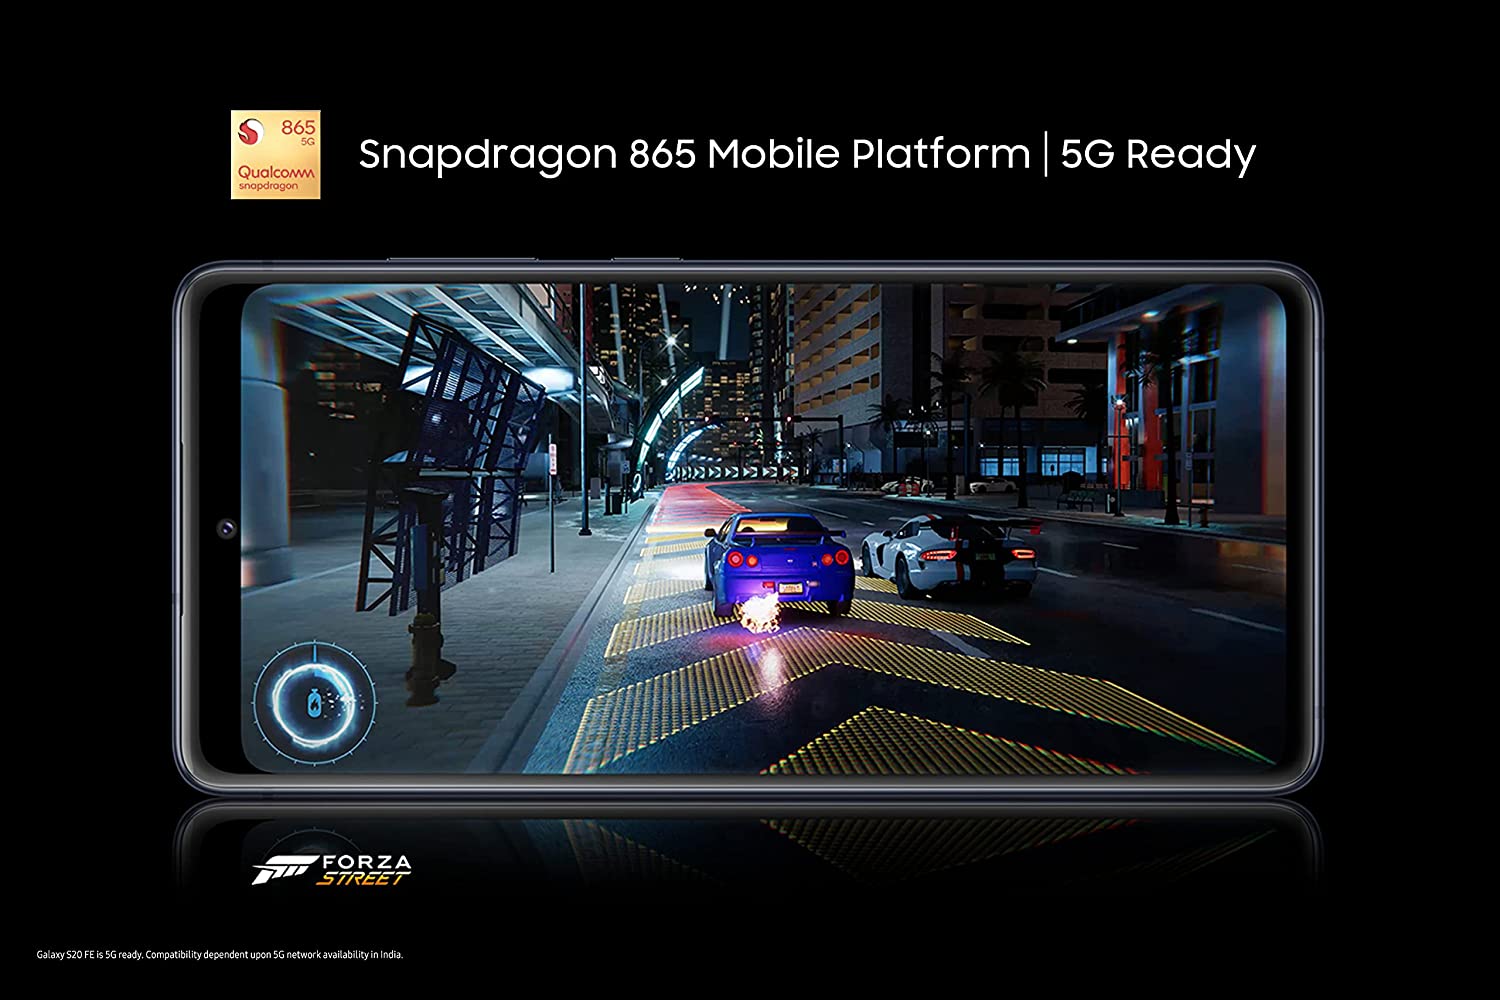 865
5G
Qualcomm
snapdragon
Snapdragon 865 Mobile Platform | 5G Ready
FORZA
STREET
Galaxy S20 FE is 5G ready. Compatibility dependent upon 5G network availability in India.